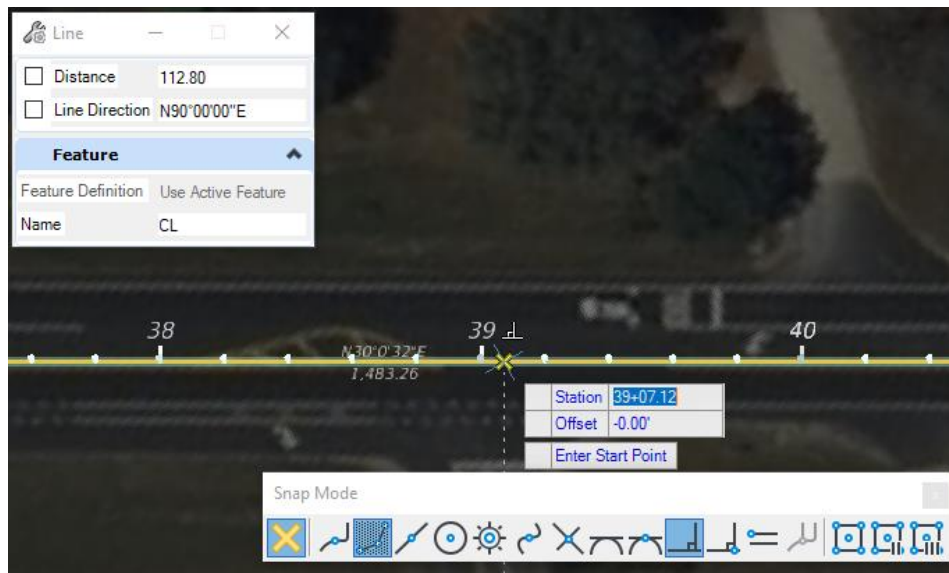 Line
Distance 112.80
Line Direction N90°00'00"E
Feature
Feature Definition Use Active Feature
Name CL
38 39 40
N30°0'32"E
1,483.26
Station 39+07.12
Offset -0.00'
Enter Start Point
Snap Mode